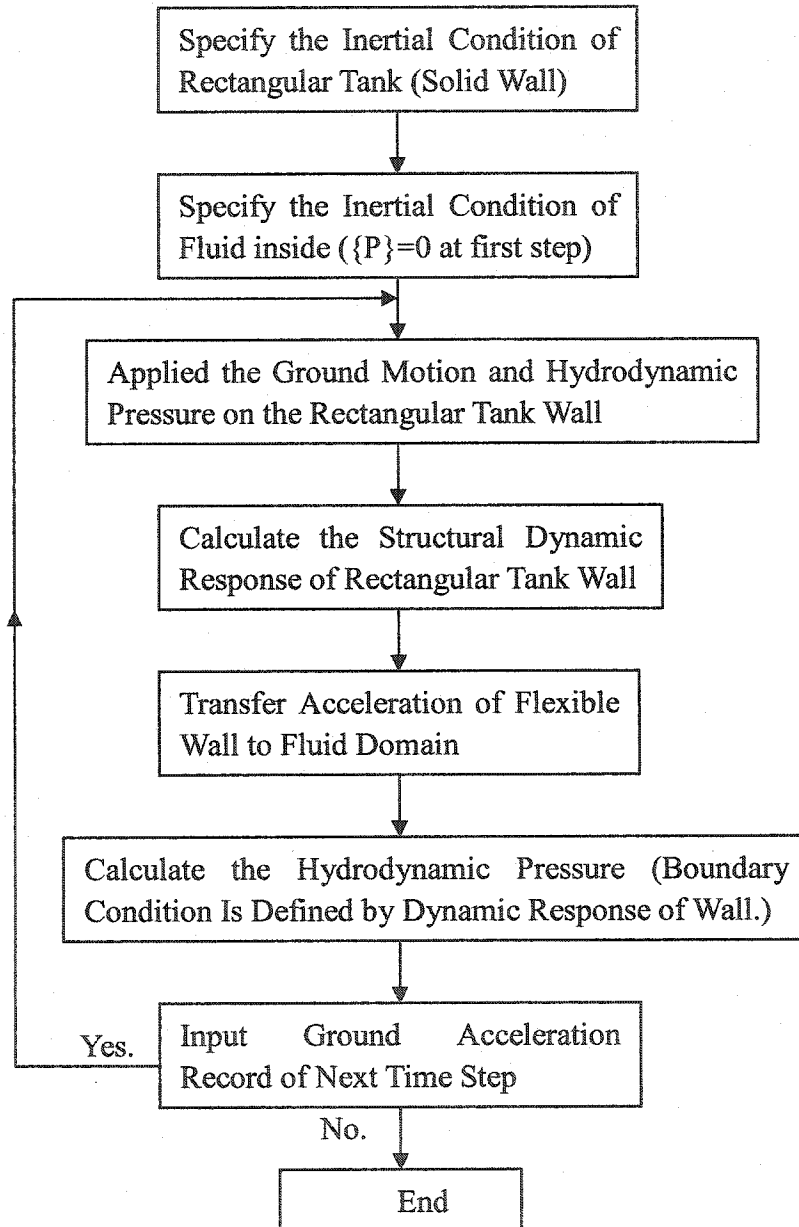 Specify the Inertial Condition of
Rectangular Tank (Solid Wall)
Specify the Inertial Condition of
Fluid inside ({P}=0 at first step)
Applied the Ground Motion and Hydrodynamic
Pressure on the Rectangular Tank Wall
Calculate the Structural Dynamic
Response of Rectangular Tank Wall
Transfer Acceleration of Flexible
Wall to Fluid Domain
Calculate the Hydrodynamic Pressure (Boundary
Condition Is Defined by Dynamic Response of Wall.)
Yes.
Input Ground Acceleration
Record of Next Time Step
No.
End